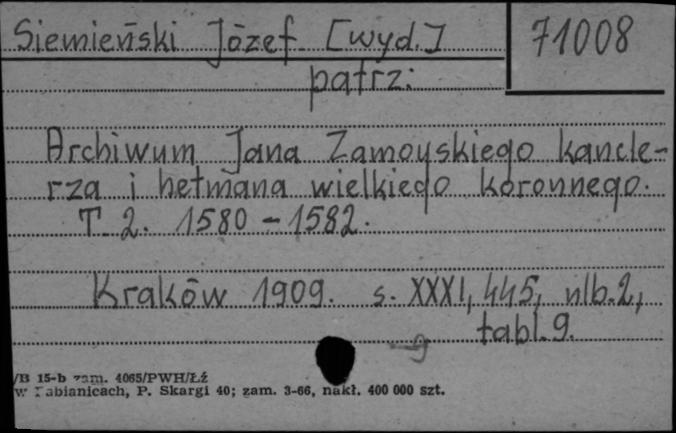 Siemieński Józef [wyd.] 71008
patrz:
Archiwum Jana Zamoyskiego kancle-
rza i hetmana wielkiego koronnego.
T. 2. 1580 - 1582.
Kraków 1909. s. XXXI, 445, nlb. 2,
tabl. 9.
/B 15-b zam. 4065/PWH/Łź
w Pabianicach, P. Skargi 40; zam. 3-66, nakł. 400 000 szt.